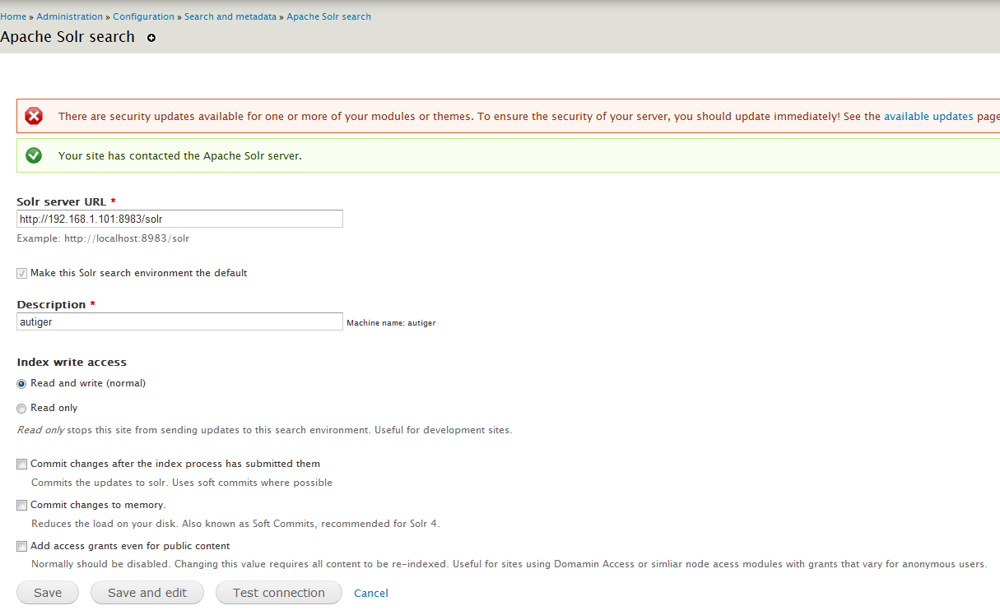 Home » Administration » Configuration » Search and metadata » Apache Solr search
Apache Solr search
There are security updates available for one or more of your modules or themes. To ensure the security of your server, you should update immediately! See the available updates page
Your site has contacted the Apache Solr server.
Solr server URL *
http://192.168.1.101:8983/solr
Example: http://localhost:8983/solr
Make this Solr search environment the default
Description *
autiger Machine name: autiger
Index write access
Read and write (normal)
Read only
Read only stops this site from sending updates to this search environment. Useful for development sites.
Commit changes after the index process has submitted them
Commits the updates to solr. Uses soft commits where possible
Commit changes to memory.
Reduces the load on your disk. Also known as Soft Commits, recommended for Solr 4.
Add access grants even for public content
Normally should be disabled. Changing this value requires all content to be re-indexed. Useful for sites using Domamin Access or simliar node acess modules with grants that vary for anonymous users.
Save Save and edit Test connection Cancel